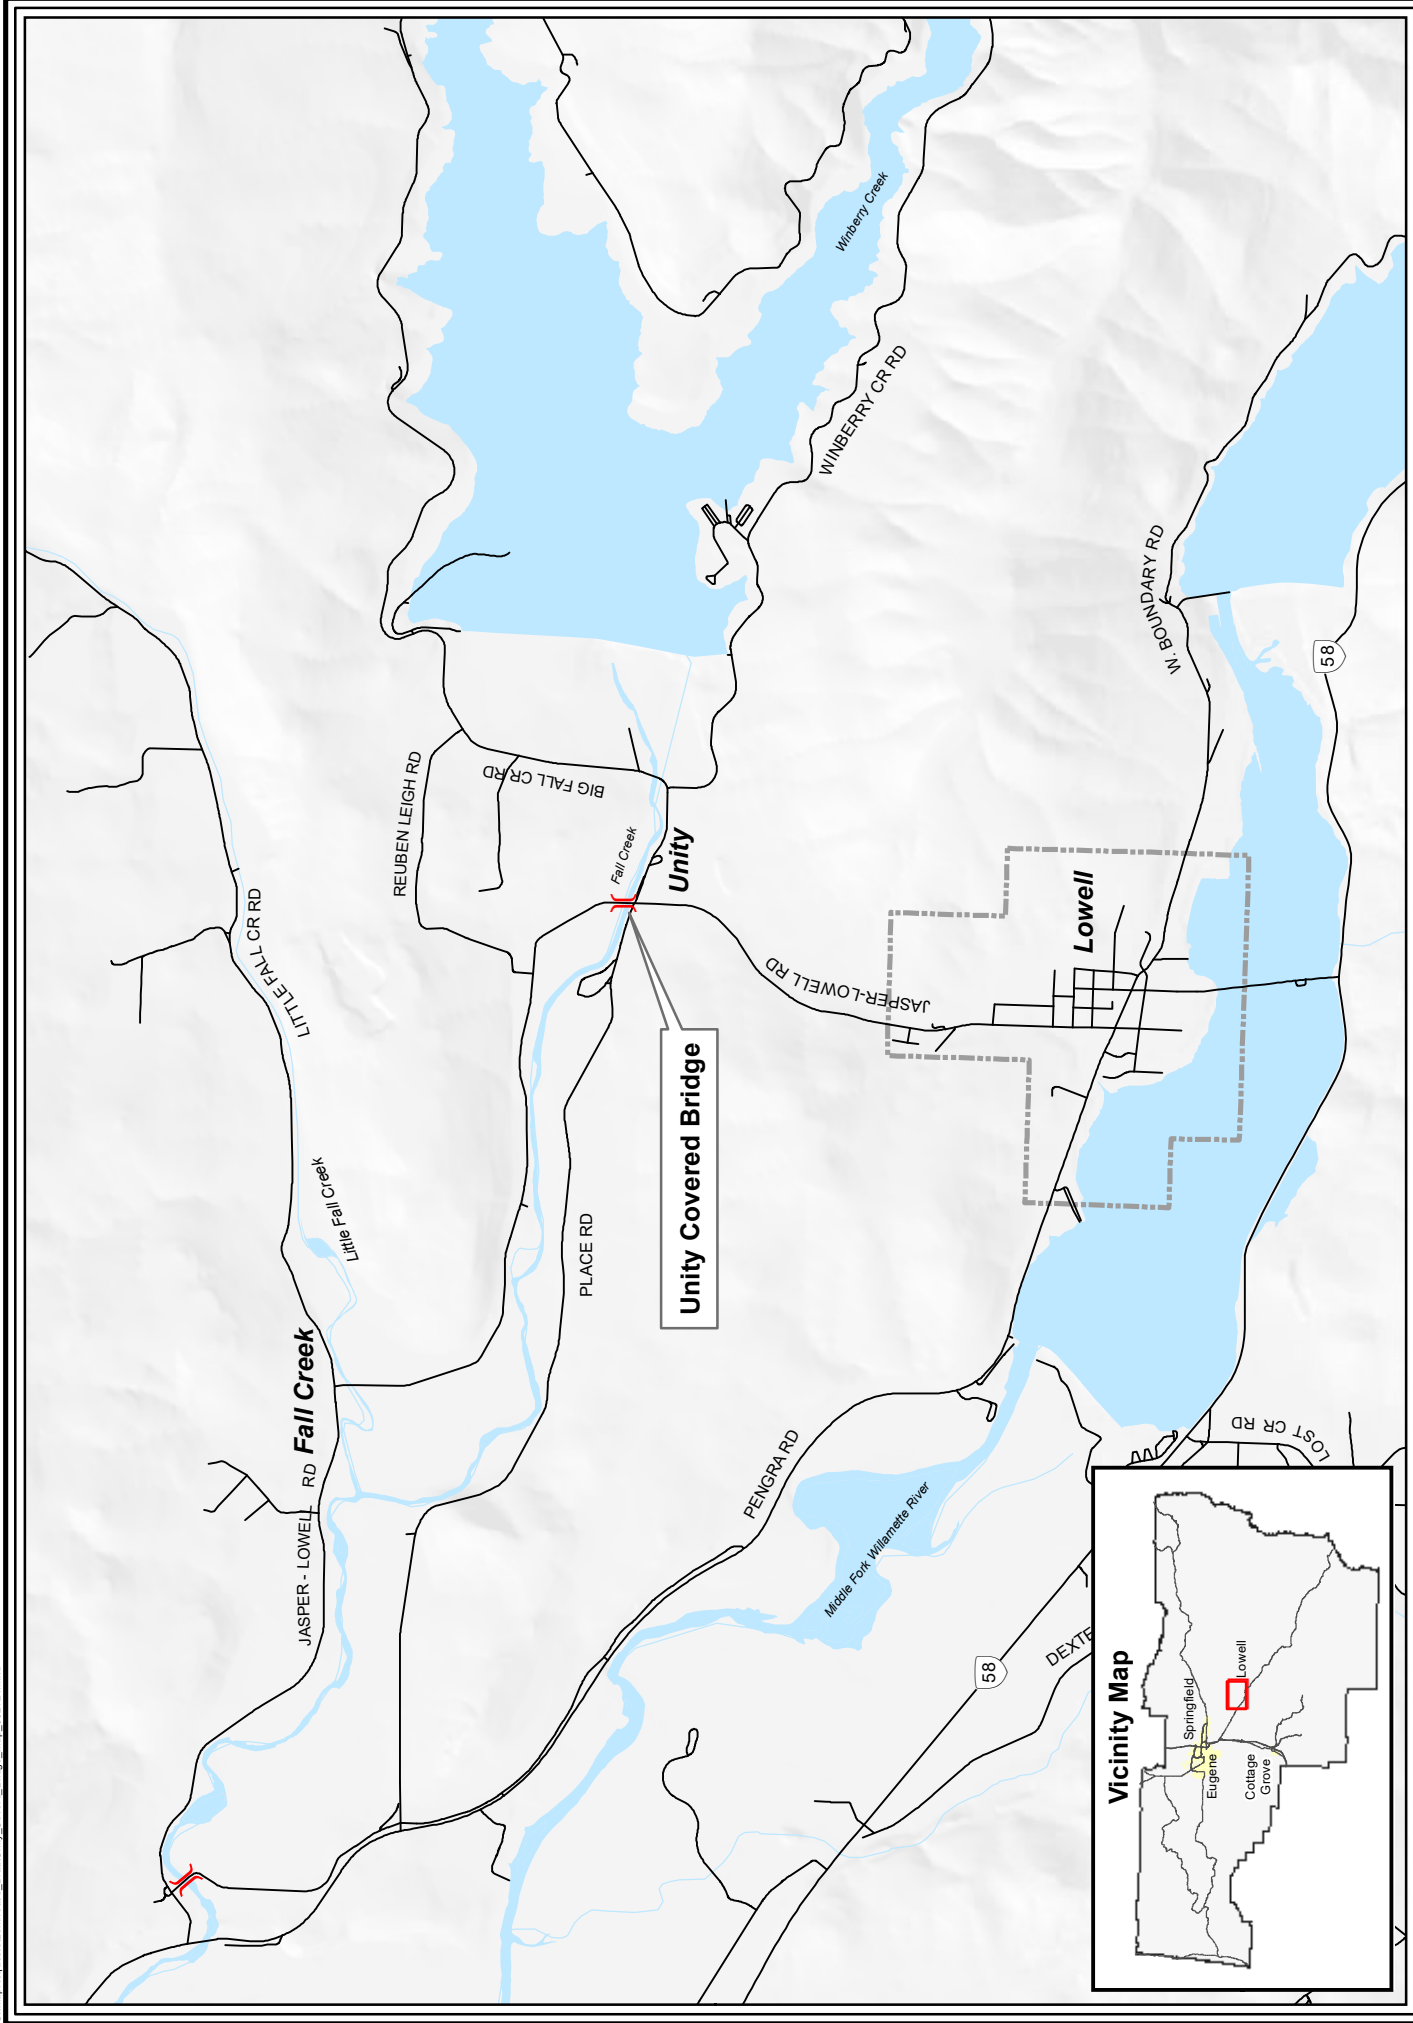 Winberry Creek
WINBERRY CR RD
W. BOUNDARY RD
58
REUBEN LEIGH RD
BIG FALL CR RD
Fall Creek
Unity
LITTLE FALL CR RD
Lowell
JASPER-LOWELL RD
Unity Covered Bridge
Little Fall Creek
PLACE RD
Fall Creek
JASPER - LOWELL RD
PENGRA RD
LOST CR RD
Middle Fork Willamette River
58
DEXTE
Vicinity Map
Springfield
Lowell
Eugene
Cottage
Grove